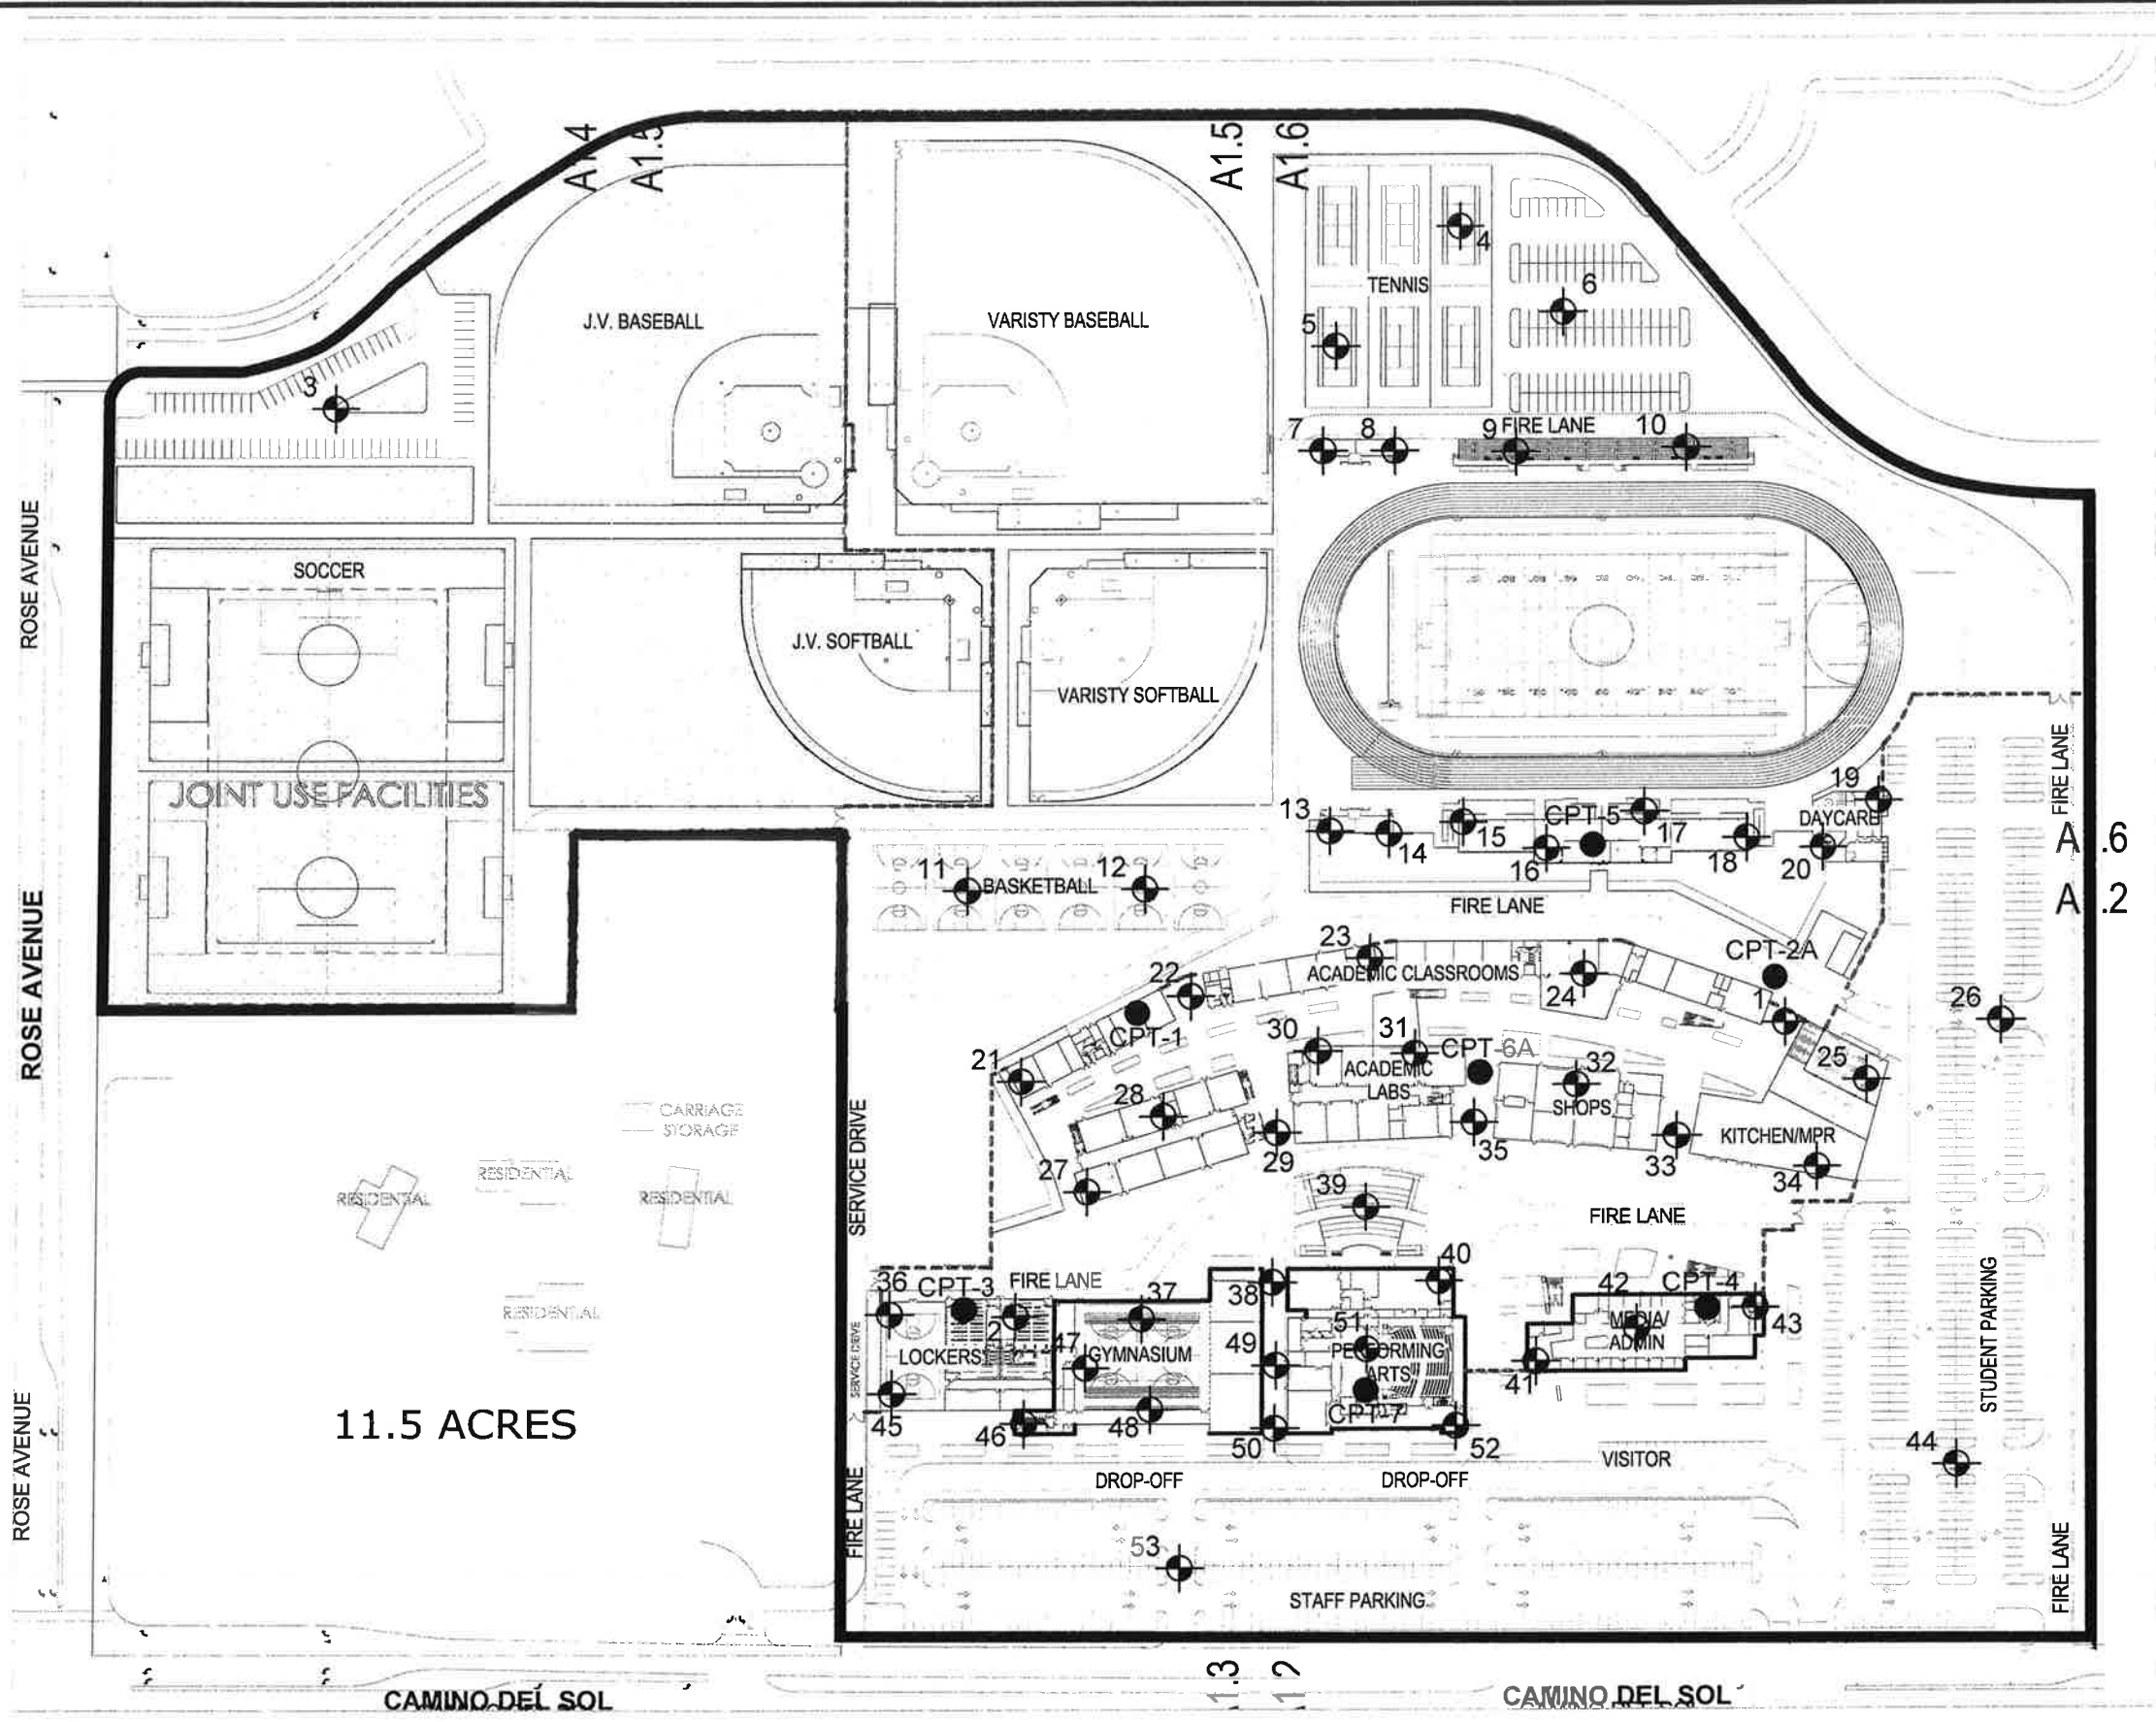 A1.4
A1.5
A1.5
A1.6
4
TENNIS
6
J.V. BASEBALL
VARISTY BASEBALL
5
3
7
8
9
FIRE LANE
10
ROSE AVENUE
SOCCER
J.V. SOFTBALL
VARISTY SOFTBALL
FIRE LANE
JOINT USE FACILITIES
19
13
14
15
CPT-5
16
17
18
DAYCARE
20
A .6
A .2
11
BASKETBALL
12
FIRE LANE
ROSE AVENUE
23
ACADEMIC CLASSROOMS
CPT-2A
22
24
1
26
CPT-1
30
31
CPT-6A
21
ACADEMIC
LABS
32
25
28
SHOPS
CARRIAGE
STORAGE
29
35
33
KITCHEN/MPR
34
27
39
RESIDENTIAL
RESIDENTIAL
RESIDENTIAL
SERVICE DRIVE
FIRE LANE
40
36
CPT-3
FIRE LANE
37
38
42
CPT-4
STUDENT PARKING
RESIDENTIAL
2
51
MEDIA/
ADMIN
43
SERVICE DRIVE
LOCKERS
47
GYMNASIUM
49
PERFORMING
ARTS
41
45
46
48
50
CPT-7
52
11.5 ACRES
ROSE AVENUE
VISITOR
44
FIRE LANE
DROP-OFF
DROP-OFF
53
STAFF PARKING
FIRE LANE
1.3
1.2
CAMINO DEL SOL
CAMINO DEL SOL